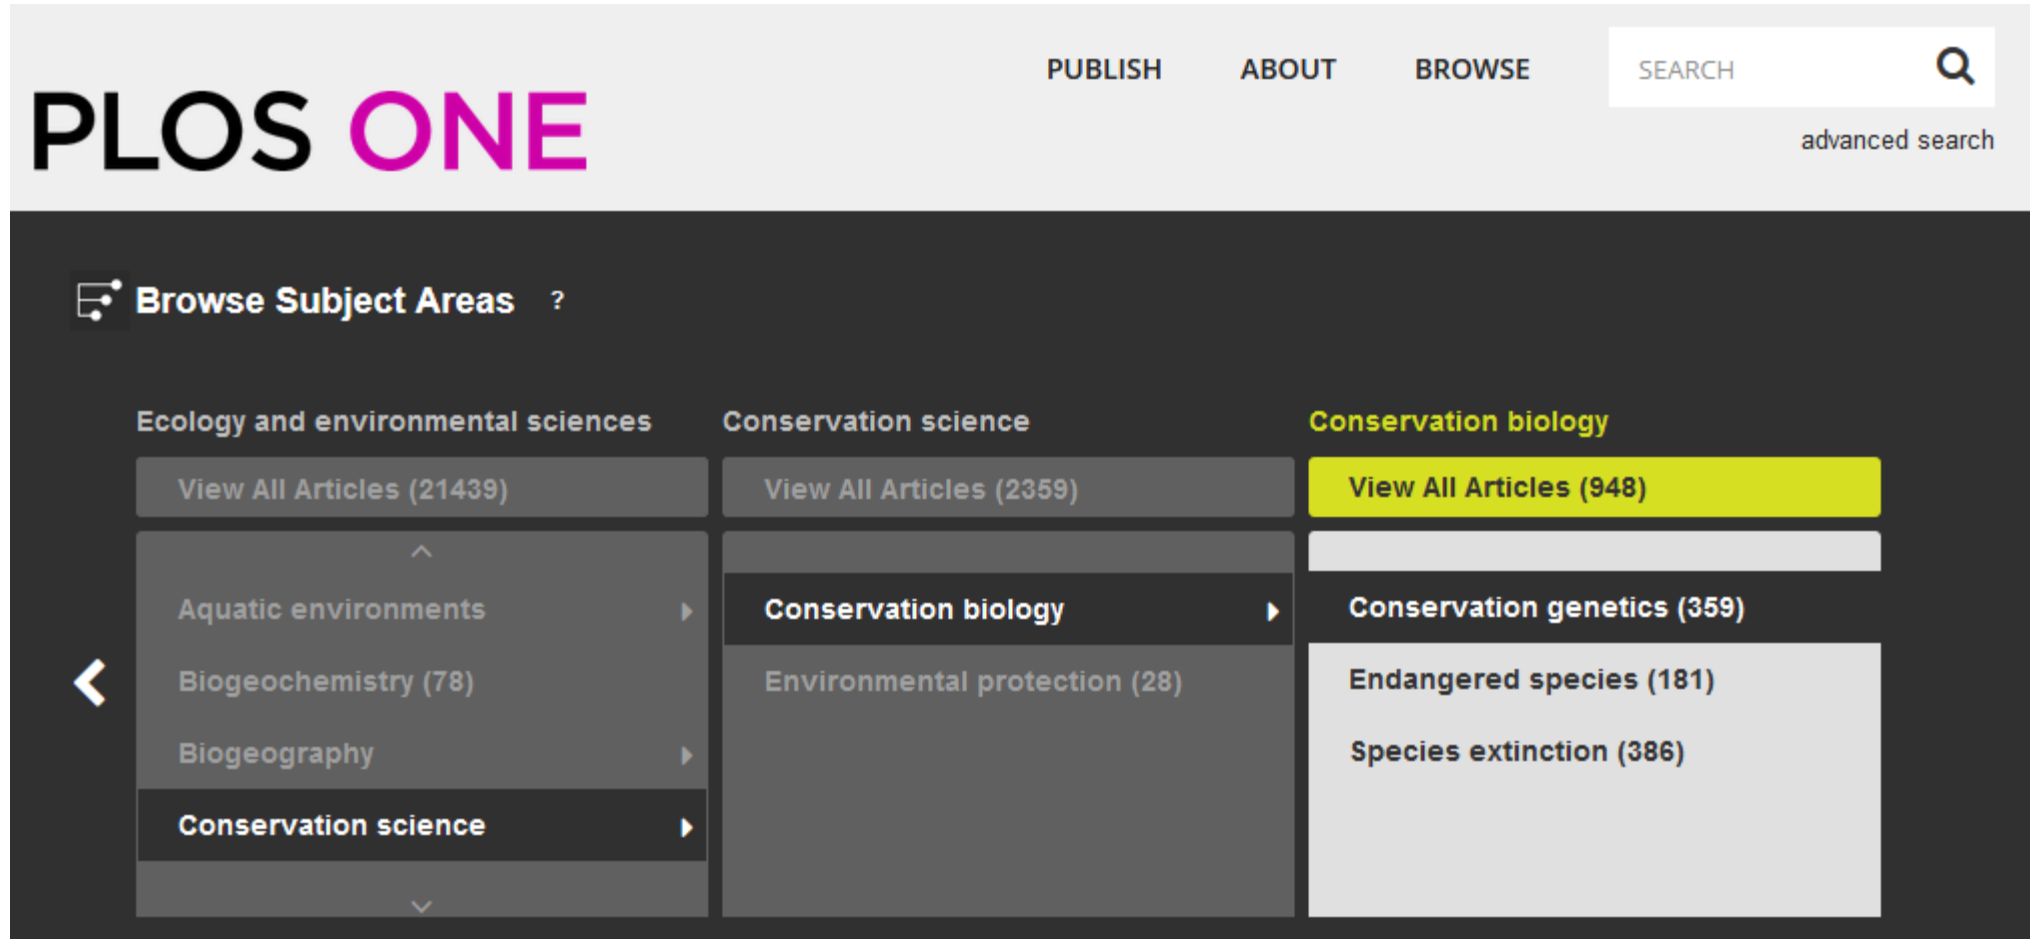 PUBLISH ABOUT BROWSE SEARCH
PLOS ONE
advanced search
Browse Subject Areas ?
Ecology and environmental sciences
View All Articles (21439)
Aquatic environments
Biogeochemistry (78)
Biogeography
Conservation science
Conservation science
View All Articles (2359)
Conservation biology
Environmental protection (28)
Conservation biology
View All Articles (948)
Conservation genetics (359)
Endangered species (181)
Species extinction (386)